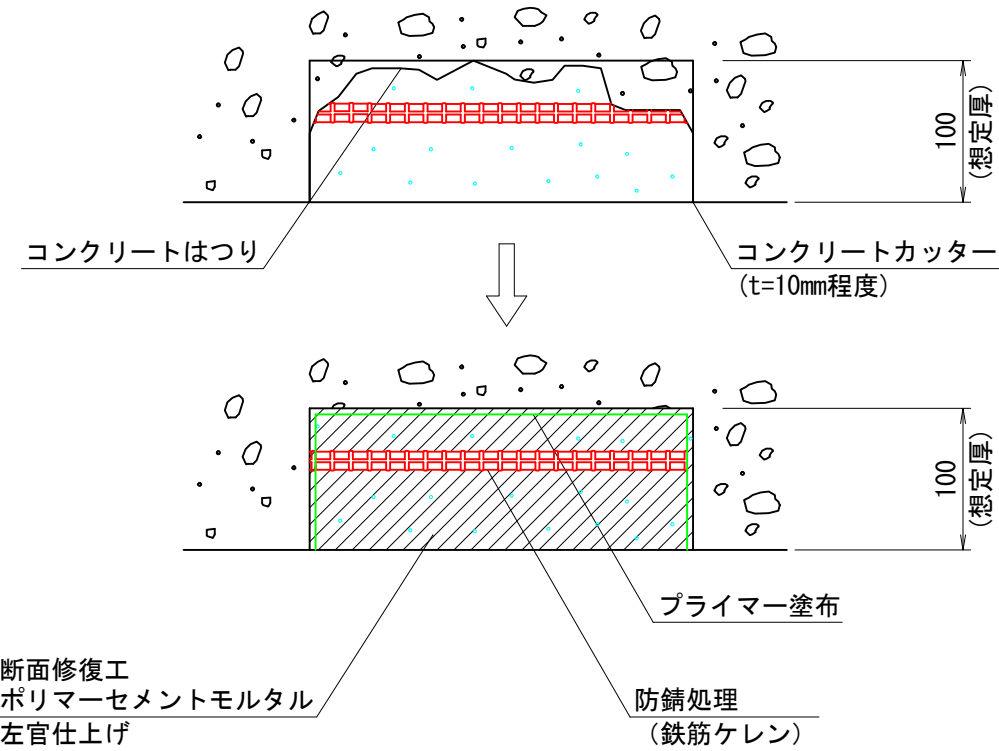 100
(想定厚)
コンクリートはつり
コンクリートカッター
(t=10mm程度)
100
(想定厚)
プライマー塗布
断面修復工
ポリマーセメントモルタル
左官仕上げ
防錆処理
(鉄筋ケレン)